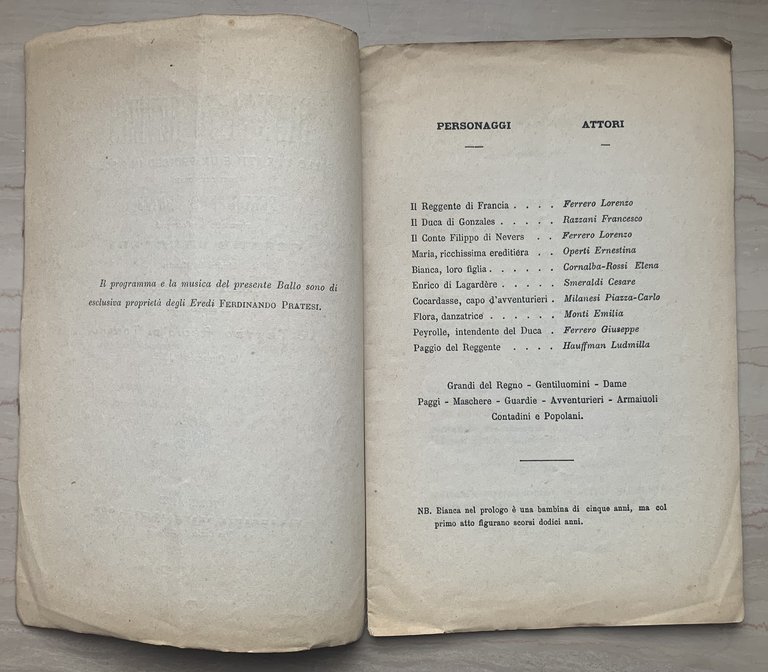 Il programma e la musica del presente Ballo sono di
esclusiva proprietà degli Eredi FERDINANDO PRATESI.
PERSONAGGI ATTORI
Il Reggente di Francia . . . . Ferrero Lorenzo
Il Duca di Gonzales . . . . . Razzani Francesco
Il Conte Filippo di Nevers . . Ferrero Lorenzo
Maria, ricchissima ereditiera . . Operti Ernestina
Bianca, loro figlia . . . . . . Cornalba-Rossi Elena
Enrico di Lagardère . . . . . Smeraldi Cesare
Cocardasse, capo d'avventurieri . Milanesi Piazza-Carlo
Flora, danzatrice . . . . . . Monti Emilia
Peyrolle, intendente del Duca . Ferrero Giuseppe
Paggio del Reggente . . . . Hauffman Ludmilla
Grandi del Regno - Gentiluomini - Dame
Paggi - Maschere - Guardie - Avventurieri - Armaiuoli
Contadini e Popolani.
NB. Bianca nel prologo è una bambina di cinque anni, ma col
primo atto figurano scorsi dodici anni.